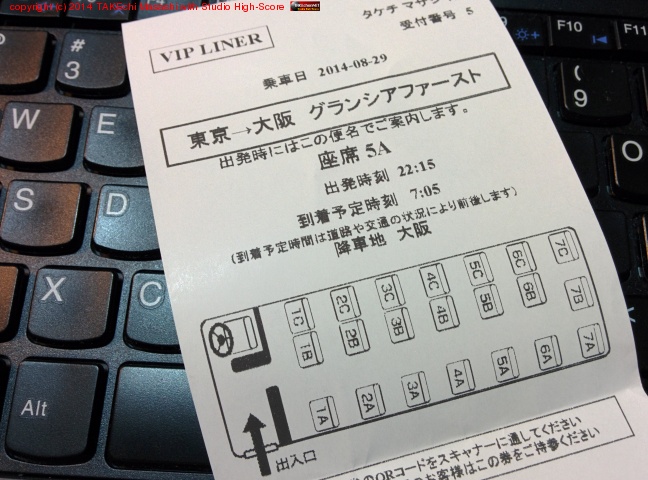 copyright (c) 2014 TAKEchi
Studio High-Score
タケチ マサシ
受付番号 5
VIP LINER
乗車日 2014-08-29
東京→大阪 グランシアファースト
出発時にはこの便名でご案内します。
座席 5A
出発時刻 22:15
到着予定時刻 7:05
(到着予定時間は道路や交通の状況により前後します)
降車地 大阪
1C 2C 3C 4C 5C 6C 7C
1B 2B 3B 4B 5B 6B 7B
1A 2A 3A 4A 5A 6A 7A
出入口
QRコードをスキャナーに通してください
のお客様はこの券をご持参ください
# 3
W E
S D
X C
Alt
F10 F11
( 9
O